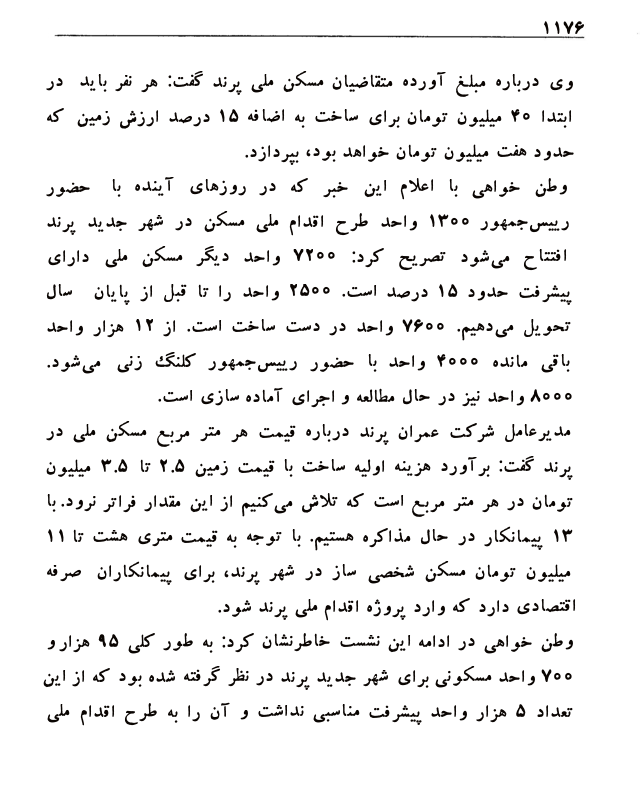 ۱۱۷۶
وی درباره مبلغ آورده متقاضیان مسکن ملی پرند گفت: هر نفر باید در
ابتدا ۴۰ میلیون تومان برای ساخت به اضافه ۱۵ درصد ارزش زمین که
حدود هفت میلیون تومان خواهد بود، بپردازد.
وطن خواهی با اعلام این خبر که در روزهای آینده با حضور
رییس‌جمهور ۱۳۰۰ واحد طرح اقدام ملی مسکن در شهر جدید پرند
افتتاح می‌شود تصریح کرد: ۷۲۰۰ واحد دیگر مسکن ملی دارای
پیشرفت حدود ۱۵ درصد است. ۲۵۰۰ واحد را تا قبل از پایان سال
تحویل می‌دهیم. ۷۶۰۰ واحد در دست ساخت است. از ۱۲ هزار واحد
باقی مانده ۴۰۰۰ واحد با حضور رییس‌جمهور کلنگ زنی می‌شود.
۸۰۰۰ واحد نیز در حال مطالعه و اجرای آماده سازی است.
مدیرعامل شرکت عمران پرند درباره قیمت هر متر مربع مسکن ملی در
پرند گفت: برآورد هزینه اولیه ساخت با قیمت زمین ۲.۵ تا ۳.۵ میلیون
تومان در هر متر مربع است که تلاش می‌کنیم از این مقدار فراتر نرود. با
۱۳ پیمانکار در حال مذاکره هستیم. با توجه به قیمت متری هشت تا ۱۱
میلیون تومان مسکن شخصی ساز در شهر پرند، برای پیمانکاران صرفه
اقتصادی دارد که وارد پروژه اقدام ملی پرند شود.
وطن خواهی در ادامه این نشست خاطرنشان کرد: به طور کلی ۹۵ هزار و
۷۰۰ واحد مسکونی برای شهر جدید پرند در نظر گرفته شده بود که از این
تعداد ۵ هزار واحد پیشرفت مناسبی نداشت و آن را به طرح اقدام ملی